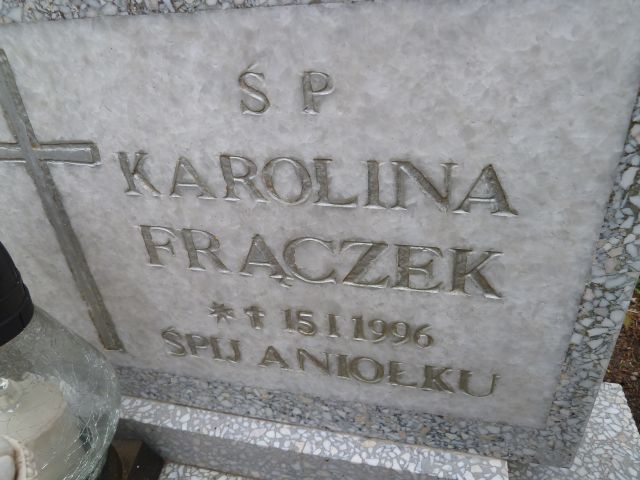 Ś P
KAROLINA
FRĄCZEK
* † 15 I 1996
ŚPIJ ANIOŁKU